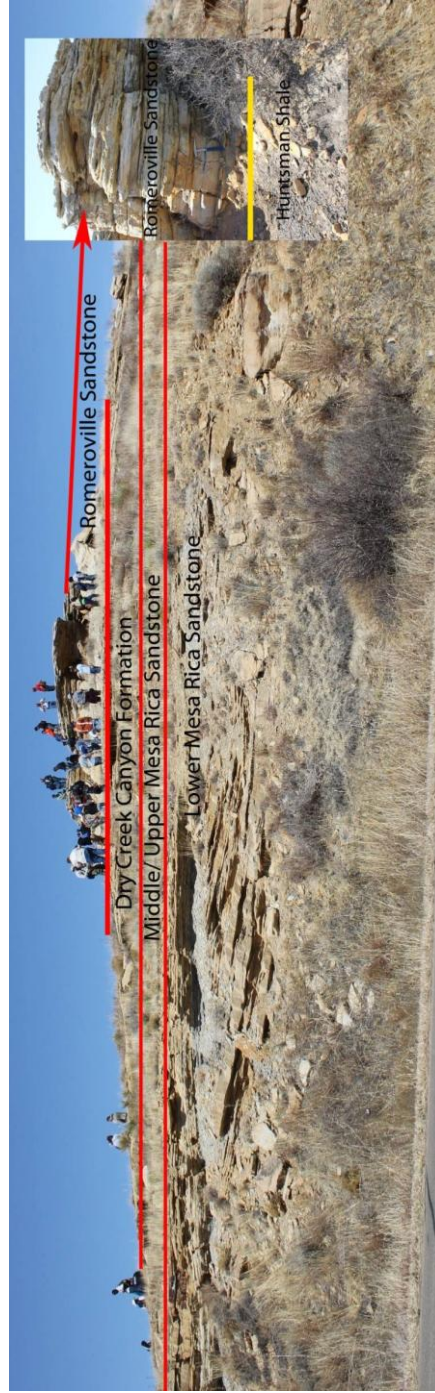 Romeroville Sandstone
Dry Creek Canyon Formation
Middle/ Upper Mesa Rica Sandstone
Lower Mesa Rica Sandstone
Romeroville Sandstone
Huntsman Shale